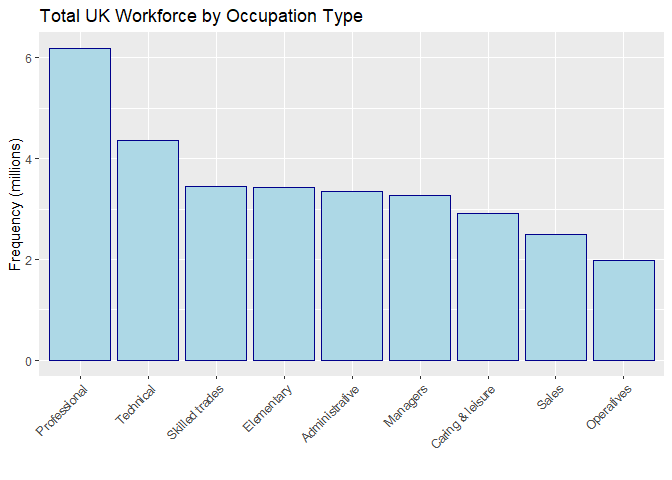 Total UK Workforce by Occupation Type
Frequency (millions)
6
4
2
0
Professional
Technical
Skilled trades
Elementary
Administrative
Managers
Caring & leisure
Sales
Operatives